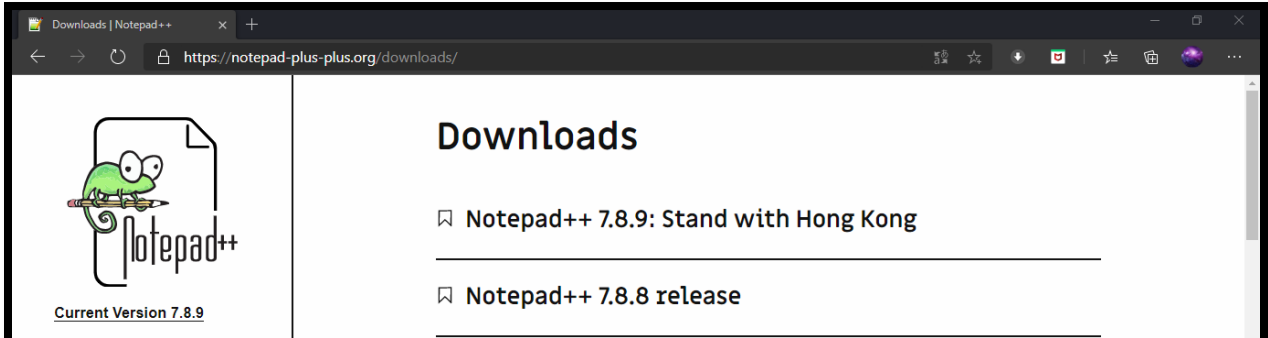 Downloads | Notepad++
https://notepad-plus-plus.org/downloads/
Notepad++
Current Version 7.8.9
Downloads
Notepad++ 7.8.9: Stand with Hong Kong
Notepad++ 7.8.8 release